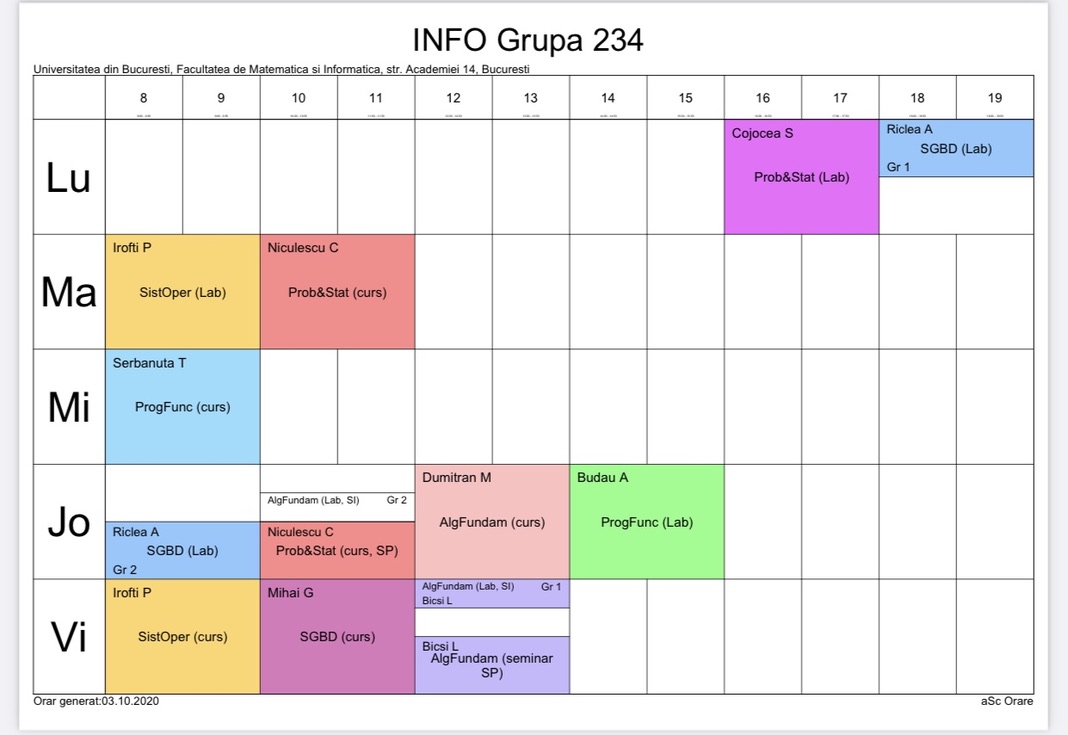 INFO Grupa 234
Universitatea din Bucuresti, Facultatea de Matematica si Informatica, str. Academiei 14, Bucuresti
8 9 10 11 12 13 14 15 16 17 18 19
Lu
Cojocea S
Prob&Stat (Lab)
Riclea A
SGBD (Lab)
Gr 1
Ma
Irofti P
SistOper (Lab)
Niculescu C
Prob&Stat (curs)
Mi
Serbanuta T
ProgFunc (curs)
Jo
Riclea A
SGBD (Lab)
Gr 2
AlgFundam (Lab, SI) Gr 2
Niculescu C
Prob&Stat (curs, SP)
Dumitran M
AlgFundam (curs)
Budau A
ProgFunc (Lab)
Vi
Irofti P
SistOper (curs)
Mihai G
SGBD (curs)
AlgFundam (Lab, SI) Gr 1
Bicsi L
Bicsi L
AlgFundam (seminar
SP)
Orar generat:03.10.2020
aSc Orare